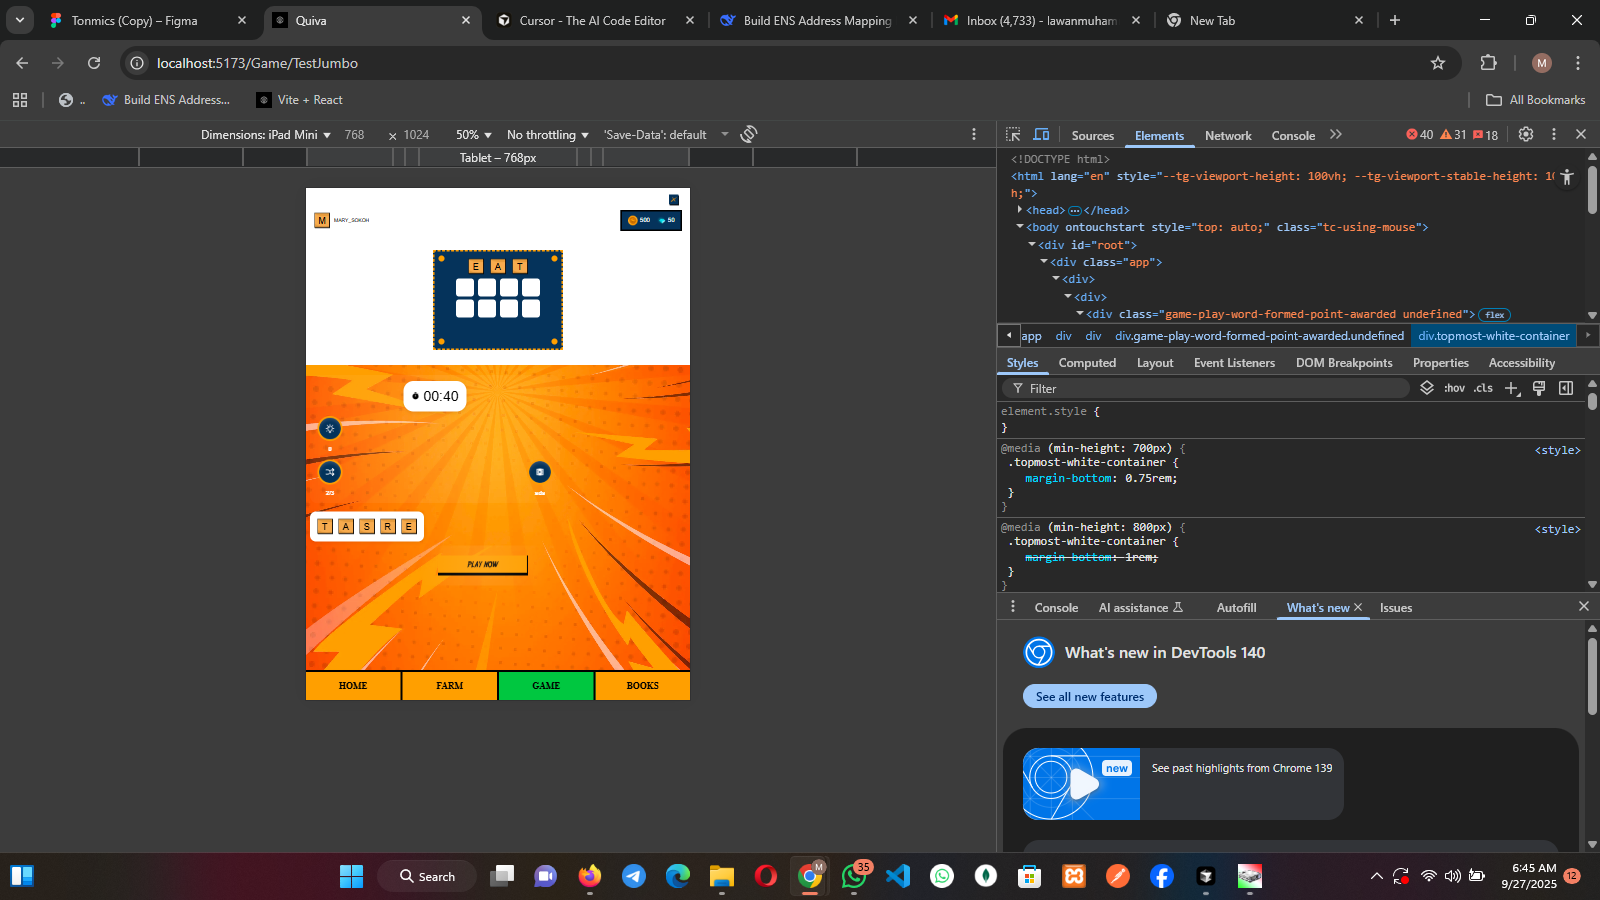 Tonmics (Copy) – Figma
Quiva
Cursor - The AI Code Editor
Build ENS Address Mapping
Inbox (4,733) - lawanmuham
New Tab
localhost:5173/Game/TestJumbo
M
..
Build ENS Address...
Vite + React
All Bookmarks
Dimensions: iPad Mini
768
×
1024
50%
No throttling
'Save-Data': default
Tablet – 768px
M
MARY_SOKOH
500
50
E A T
00:40
2/3
T A S R E
PLAY NOW
HOME
FARM
GAME
BOOKS
Sources
Elements
Network
Console
40
31
18
<!DOCTYPE html>
<html lang="en" style="--tg-viewport-height: 100vh; --tg-viewport-stable-height: 10
h;">
<head> ... </head>
<body ontouchstart style="top: auto;" class="tc-using-mouse">
<div id="root">
<div class="app">
<div>
<div>
<div class="game-play-word-formed-point-awarded undefined"> flex
app
div
div
div.game-play-word-formed-point-awarded.undefined
div.topmost-white-container
Styles
Computed
Layout
Event Listeners
DOM Breakpoints
Properties
Accessibility
Filter
:hov
.cls
element.style {
}
@media (min-height: 700px) {
<style>
.topmost-white-container {
margin-bottom: 0.75rem;
}
}
@media (min-height: 800px) {
<style>
.topmost-white-container {
margin-bottom: 1rem;
}
}
Console
AI assistance
Autofill
What's new
Issues
What's new in DevTools 140
See all new features
new
See past highlights from Chrome 139
Search
M
35
6:45 AM
9/27/2025
12